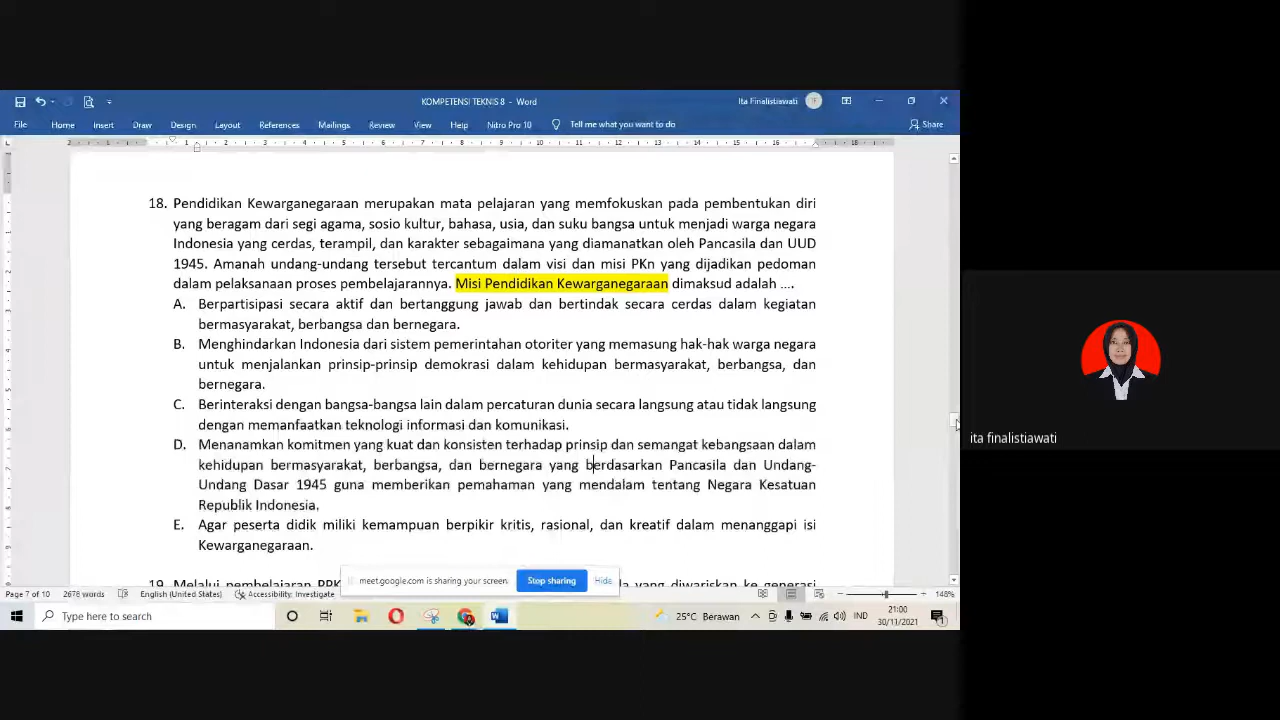 KOMPETENSI TEKNIS 8 - Word
Ita Finalistiawati
File Home Insert Draw Design Layout References Mailings Review View Help Nitro Pro 10 Tell me what you want to do Share
18. Pendidikan Kewarganegaraan merupakan mata pelajaran yang memfokuskan pada pembentukan diri
yang beragam dari segi agama, sosio kultur, bahasa, usia, dan suku bangsa untuk menjadi warga negara
Indonesia yang cerdas, terampil, dan karakter sebagaimana yang diamanatkan oleh Pancasila dan UUD
1945. Amanah undang-undang tersebut tercantum dalam visi dan misi PKn yang dijadikan pedoman
dalam pelaksanaan proses pembelajarannya. Misi Pendidikan Kewarganegaraan dimaksud adalah ....
A. Berpartisipasi secara aktif dan bertanggung jawab dan bertindak secara cerdas dalam kegiatan
bermasyarakat, berbangsa dan bernegara.
B. Menghindarkan Indonesia dari sistem pemerintahan otoriter yang memasung hak-hak warga negara
untuk menjalankan prinsip-prinsip demokrasi dalam kehidupan bermasyarakat, berbangsa, dan
bernegara.
C. Berinteraksi dengan bangsa-bangsa lain dalam percaturan dunia secara langsung atau tidak langsung
dengan memanfaatkan teknologi informasi dan komunikasi.
D. Menanamkan komitmen yang kuat dan konsisten terhadap prinsip dan semangat kebangsaan dalam
kehidupan bermasyarakat, berbangsa, dan bernegara yang berdasarkan Pancasila dan Undang-
Undang Dasar 1945 guna memberikan pemahaman yang mendalam tentang Negara Kesatuan
Republik Indonesia.
E. Agar peserta didik miliki kemampuan berpikir kritis, rasional, dan kreatif dalam menanggapi isi
Kewarganegaraan.
19. Melalui pembelajaran yang diwariskan ke generasi
meet.google.com is sharing your screen. Stop sharing Hide
Page 7 of 10 2678 words English (United States) Accessibility: Investigate 148%
Type here to search 25°C Berawan IND 21:00
30/11/2021
ita finalistiawati